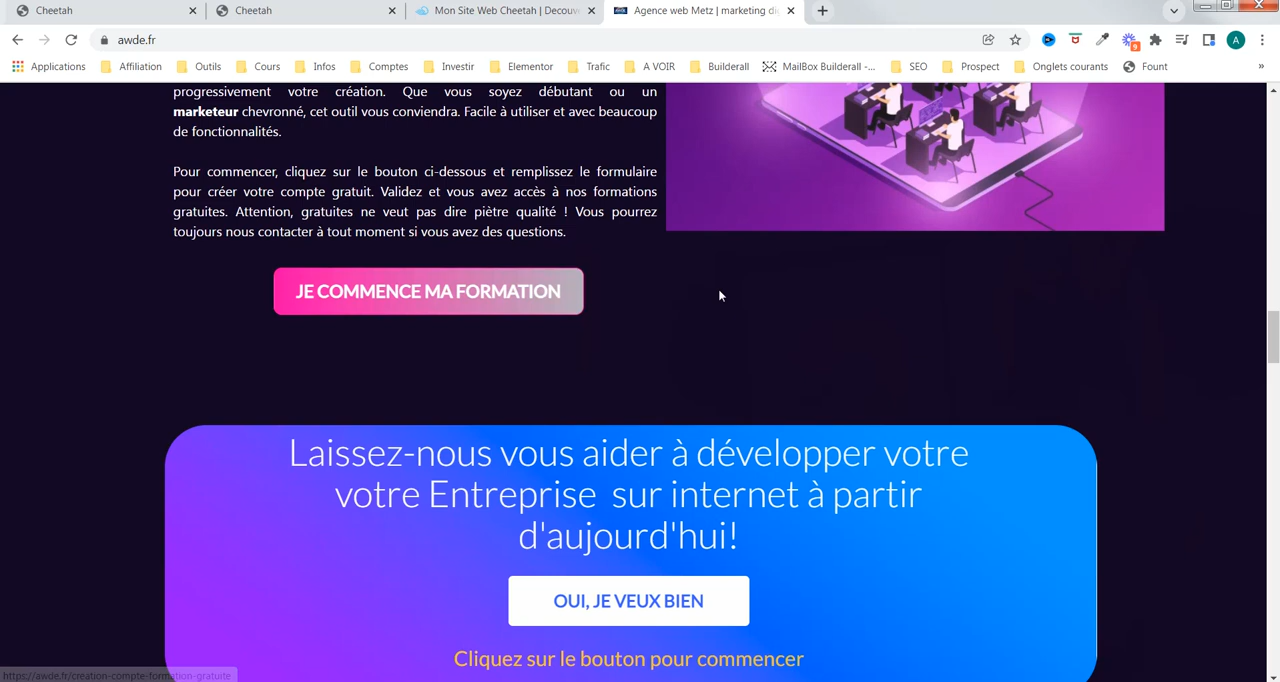 Cheetah
Cheetah
Mon Site Web Cheetah | Decouv
Agence web Metz | marketing di
awde.fr
9
A
Applications
Affiliation
Outils
Cours
Infos
Comptes
Investir
Elementor
Trafic
A VOIR
Builderall
MailBox Builderall -...
SEO
Prospect
Onglets courants
Fount
»
progressivement votre création. Que vous soyez débutant ou un
marketeur chevronné, cet outil vous conviendra. Facile à utiliser et avec beaucoup
de fonctionnalités.
Pour commencer, cliquez sur le bouton ci-dessous et remplissez le formulaire
pour créer votre compte gratuit. Validez et vous avez accès à nos formations
gratuites. Attention, gratuites ne veut pas dire piètre qualité ! Vous pourrez
toujours nous contacter à tout moment si vous avez des questions.
JE COMMENCE MA FORMATION
Laissez-nous vous aider à développer votre
votre Entreprise sur internet à partir
d'aujourd'hui!
OUI, JE VEUX BIEN
Cliquez sur le bouton pour commencer
https://awde.fr/creation-compte-formation-gratuite